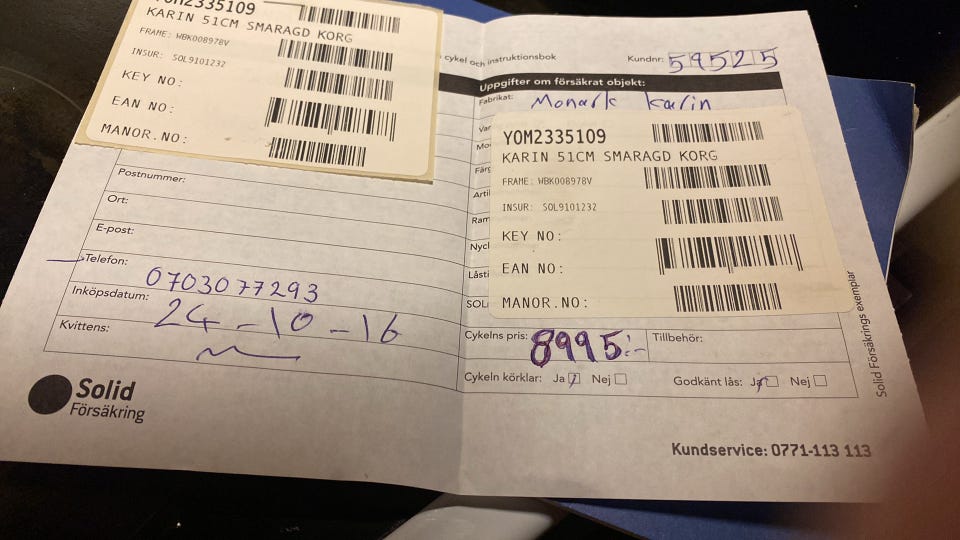 YOM2335109
KARIN 51CM SMARAGD KORG
FRAME: WBK008978V
INSUR: SOL9101232
KEY NO:
EAN NO:
MANOR.NO:
Postnummer:
Ort:
E-post:
Telefon: 0703077293
Inköpsdatum: 24-10-16
Kvittens:
Solid
Försäkring
cykel och instruktionsbok
Kundnr: 59525
Uppgifter om försäkrat objekt:
Fabrikat: Monark Karin
YOM2335109
KARIN 51CM SMARAGD KORG
FRAME: WBK008978V
INSUR: SOL9101232
KEY NO:
EAN NO:
MANOR.NO:
Cykelns pris: 8995:- Tillbehör:
Cykeln körklar: Ja Nej Godkänt lås: Ja Nej
Kundservice: 0771-113 113
Solid Försäkrings exemplar